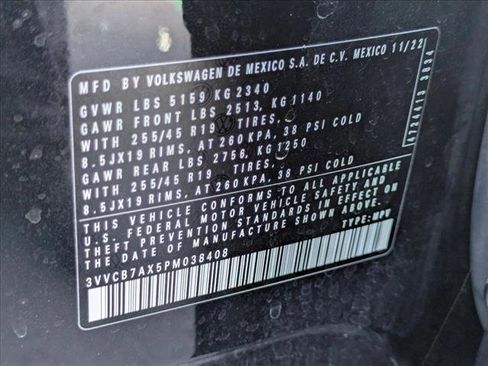 MFD BY VOLKSWAGEN DE MEXICO S.A. DE C.V. MEXICO 11/22
GVWR LBS 5159 KG 2340
GAWR FRONT LBS 2513, KG 1140
WITH 255/45 R19 TIRES,
8.5JX19 RIMS, AT 260 KPA, 38 PSI COLD
GAWR REAR LBS 2756, KG 1250
WITH 255/45 R19 TIRES,
8.5JX19 RIMS, AT 260 KPA, 38 PSI COLD
THIS VEHICLE CONFORMS TO ALL APPLICABLE
U.S. FEDERAL MOTOR VEHICLE SAFETY AND
THEFT PREVENTION STANDARDS IN EFFECT ON
THE DATE OF MANUFACTURE SHOWN ABOVE.
TYPE: MPV
3VVCB7AX5PM038408